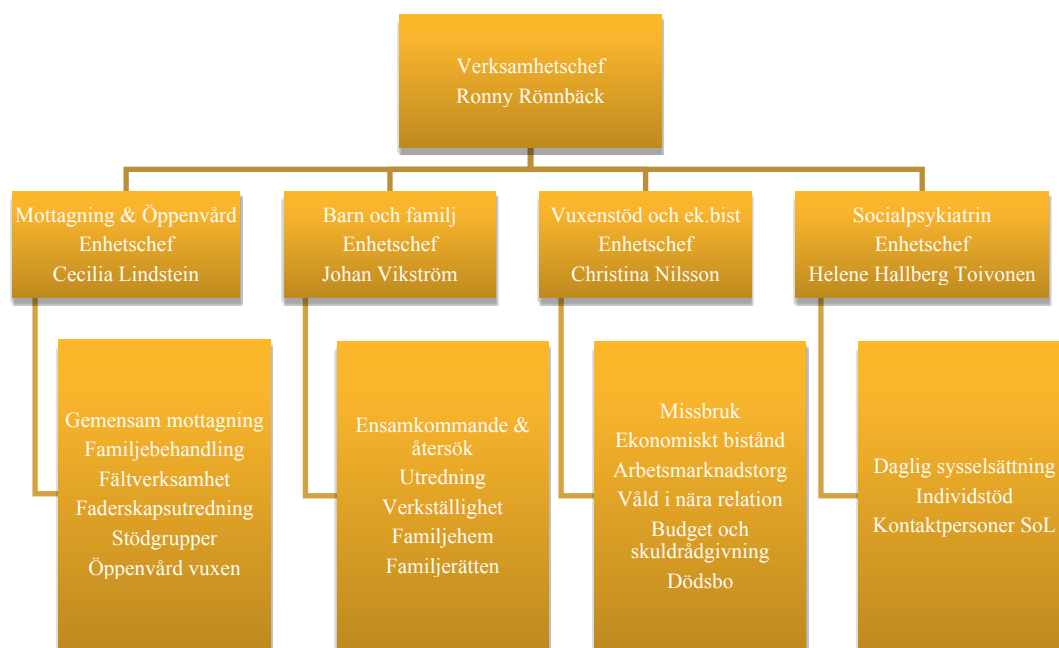 Verksamhetschef
Ronny Rönnbäck
Mottagning & Öppenvård
Enhetschef
Cecilia Lindstein
Barn och familj
Enhetschef
Johan Vikström
Vuxenstöd och ek.bist
Enhetschef
Christina Nilsson
Socialpsykiatrin
Enhetschef
Helene Hallberg Toivonen
Gemensam mottagning
Familjebehandling
Fältverksamhet
Faderskapsutredning
Stödgrupper
Öppenvård vuxen
Ensamkommande &
återsök
Utredning
Verkställighet
Familjehem
Familjerätten
Missbruk
Ekonomiskt bistånd
Arbetsmarknadstorg
Våld i nära relation
Budget och
skuldrådgivning
Dödsbo
Daglig sysselsättning
Individstöd
Kontaktpersoner SoL